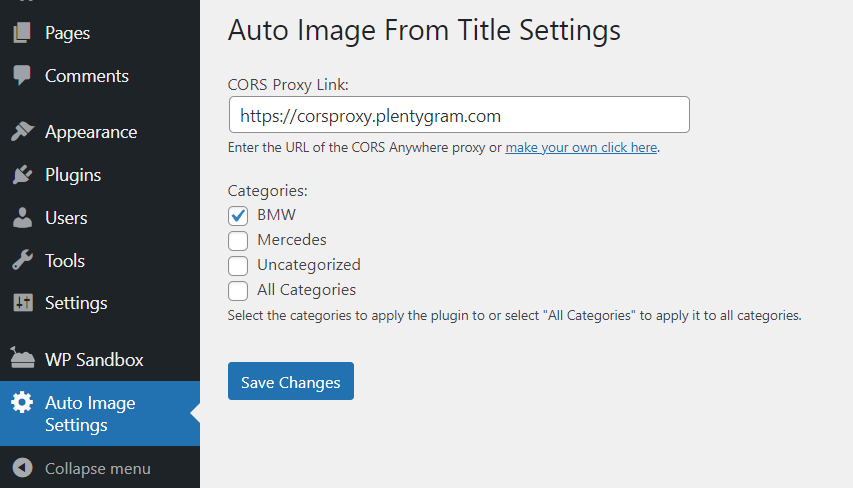 Pages
Comments
Appearance
Plugins
Users
Tools
Settings
WP Sandbox
Auto Image
Settings
Collapse menu
Auto Image From Title Settings
CORS Proxy Link:
https://corsproxy.plentygram.com
Enter the URL of the CORS Anywhere proxy or make your own click here.
Categories:
BMW
Mercedes
Uncategorized
All Categories
Select the categories to apply the plugin to or select "All Categories" to apply it to all categories.
Save Changes